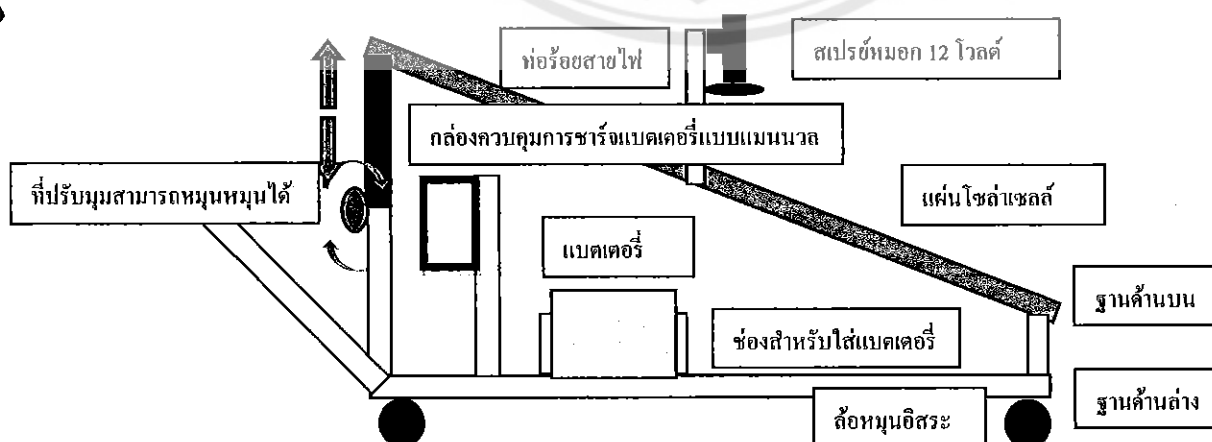 ท่อร้อยสายไฟ
สเปรย์หมอก 12 โวลต์
กล่องควบคุมการชาร์จแบตเตอรี่แบบแมนนวล
ที่ปรับมุมสามารถหมุนหมุนได้
แผ่นโซล่าเซลล์
แบตเตอรี่
ฐานด้านบน
ช่องสำหรับใส่แบตเตอรี่
ฐานด้านล่าง
ล้อหมุนอิสระ